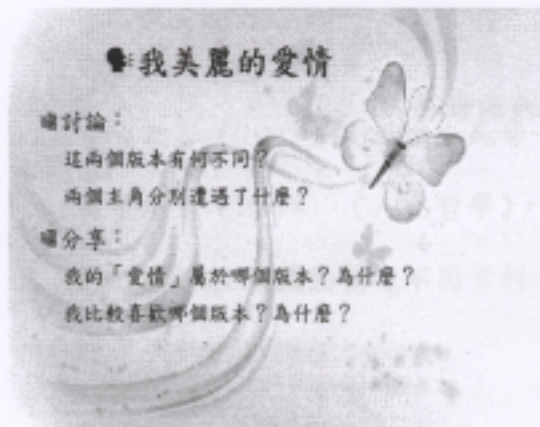 我美麗的愛情
討論：
這兩個版本有何不同？
兩個主角分別遭遇了什麼？
分享：
我的「愛情」屬於哪個版本？為什麼？
我比較喜歡哪個版本？為什麼？